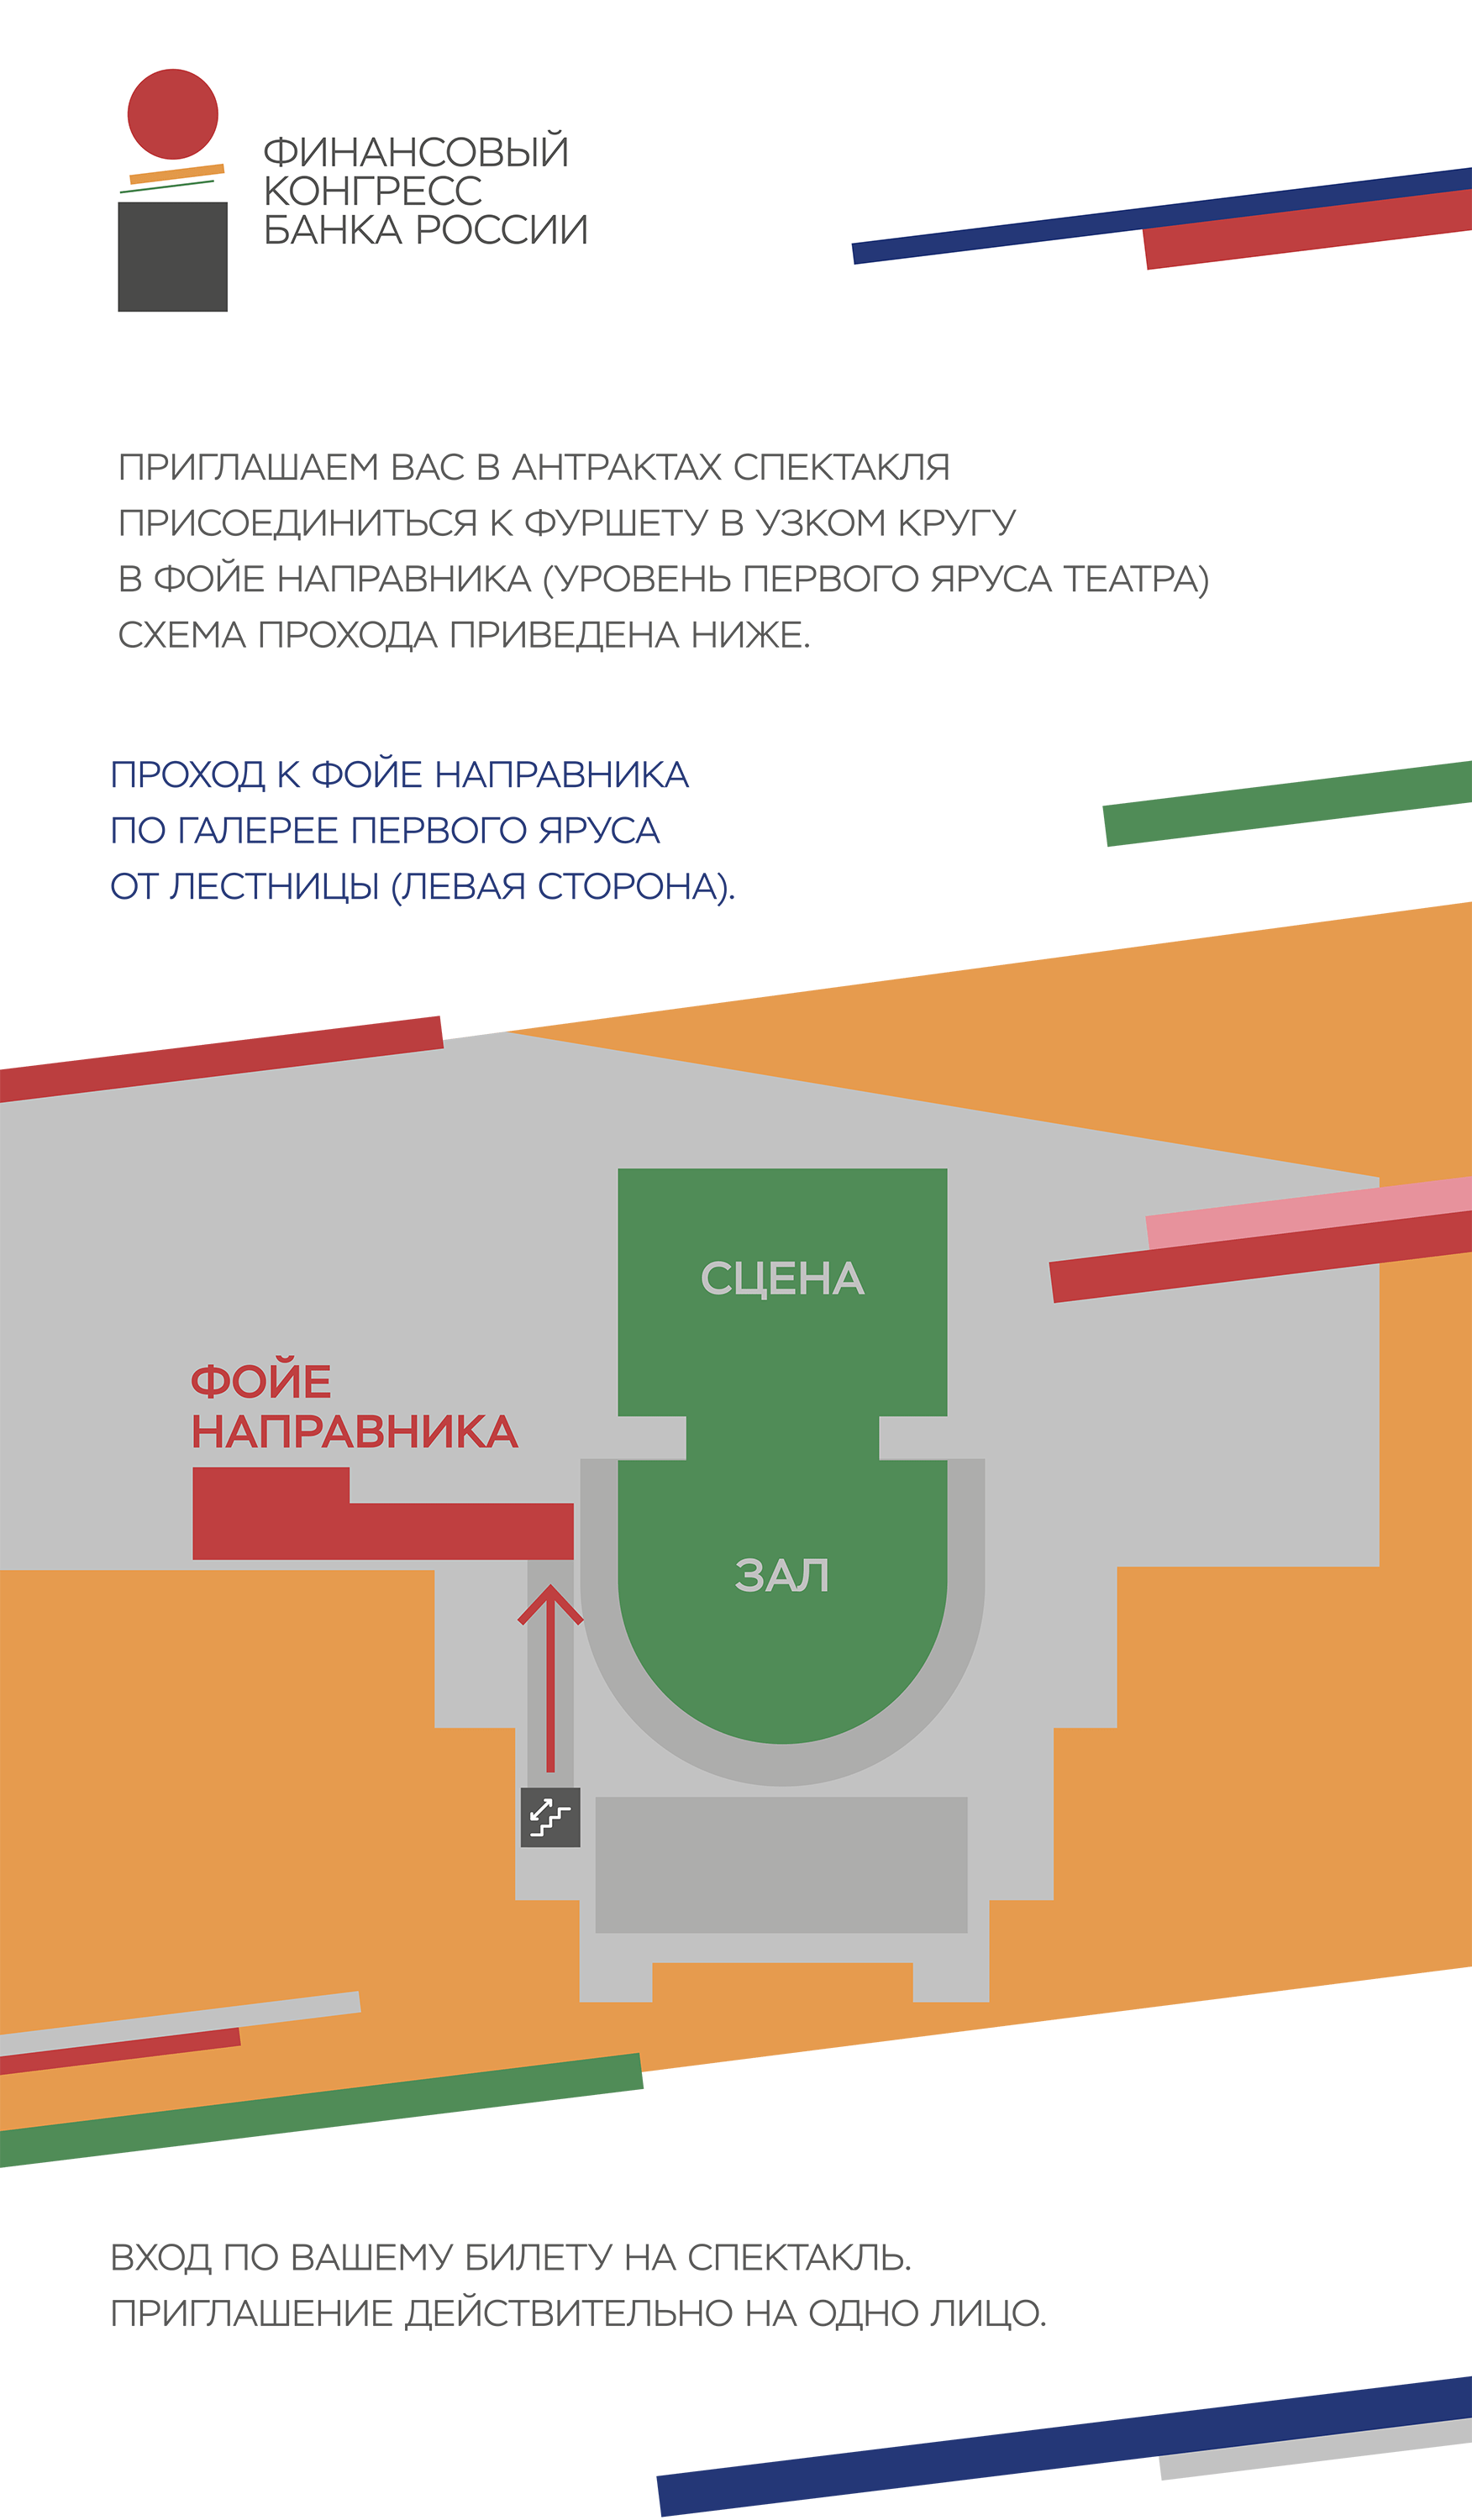 ФИНАНСОВЫЙ
КОНГРЕСС
БАНКА РОССИИ
ПРИГЛАШАЕМ ВАС В АНТРАКТАХ СПЕКТАКЛЯ
ПРИСОЕДИНИТЬСЯ К ФУРШЕТУ В УЗКОМ КРУГУ
В ФОЙЕ НАПРАВНИКА (УРОВЕНЬ ПЕРВОГО ЯРУСА ТЕАТРА)
СХЕМА ПРОХОДА ПРИВЕДЕНА НИЖЕ.
ПРОХОД К ФОЙЕ НАПРАВНИКА
ПО ГАЛЕРЕЕ ПЕРВОГО ЯРУСА
ОТ ЛЕСТНИЦЫ (ЛЕВАЯ СТОРОНА).
СЦЕНА
ФОЙЕ
НАПРАВНИКА
ЗАЛ
ВХОД ПО ВАШЕМУ БИЛЕТУ НА СПЕКТАКЛЬ.
ПРИГЛАШЕНИЕ ДЕЙСТВИТЕЛЬНО НА ОДНО ЛИЦО.